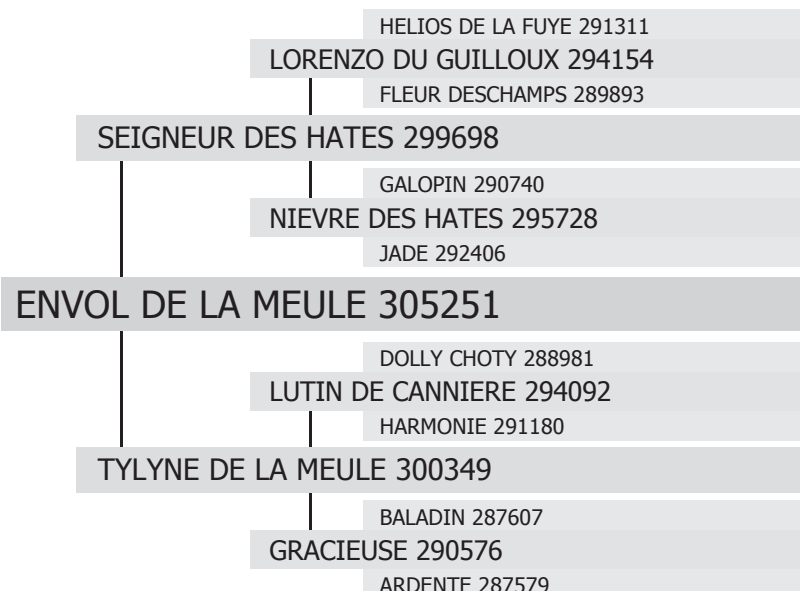 HELIOS DE LA FUYE 291311
LORENZO DU GUILLOUX 294154
FLEUR DESCHAMPS 289893
SEIGNEUR DES HATES 299698
GALOPIN 290740
NIEVRE DES HATES 295728
JADE 292406
ENVOL DE LA MEULE 305251
DOLLY CHOTY 288981
LUTIN DE CANNIERE 294092
HARMONIE 291180
TYLYNE DE LA MEULE 300349
BALADIN 287607
GRACIEUSE 290576
ARDENTE 287579